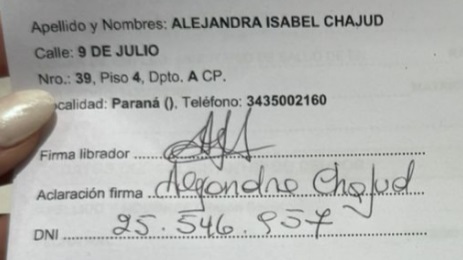 Apellido y Nombres: ALEJANDRA ISABEL CHAJUD
Calle: 9 DE JULIO
Nro.: 39, Piso 4, Dpto. A CP.
calidad: Paraná (). Teléfono: 3435002160
Firma librador
Aclaración firma Alegandra Chajud
DNI 25.546.957